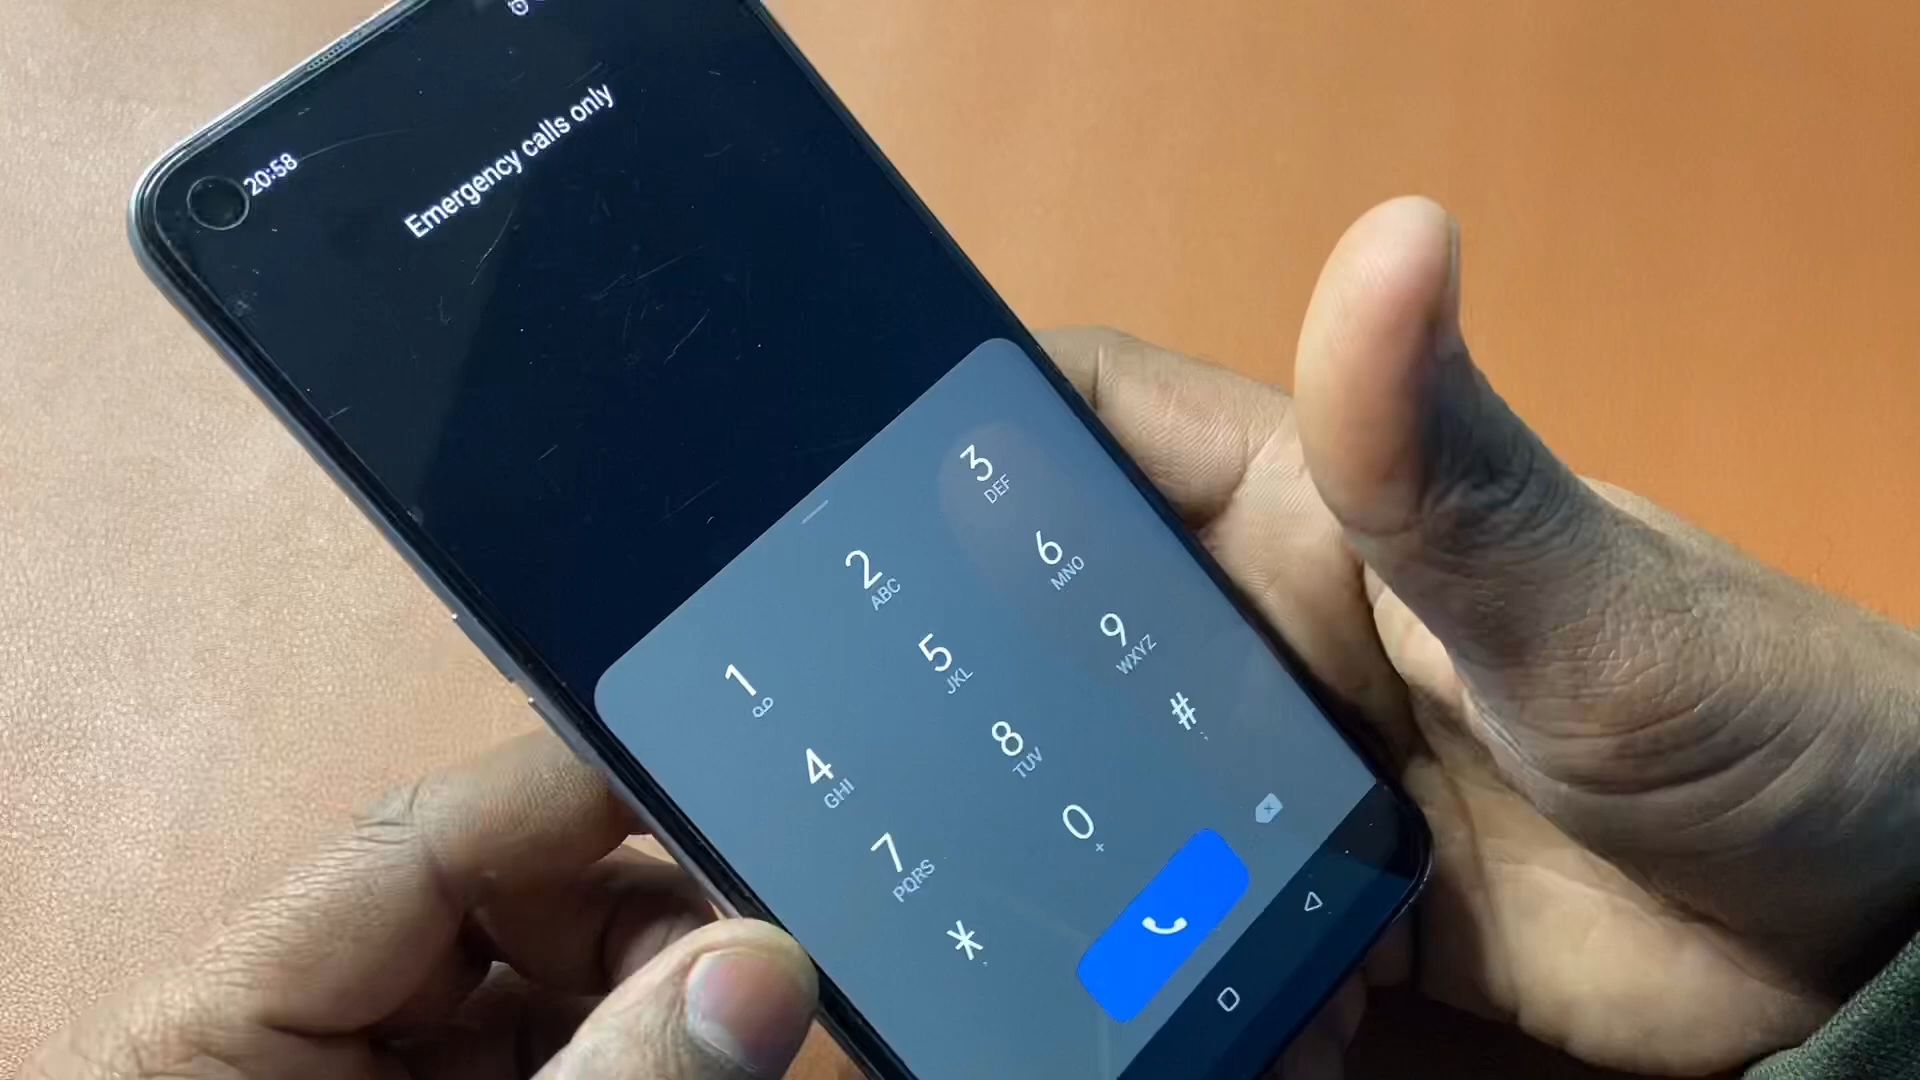 20:58
Emergency calls only
1
2 ABC
3 DEF
4 GHI
5 JKL
6 MNO
7 PQRS
8 TUV
9 WXYZ
*
0 +
#